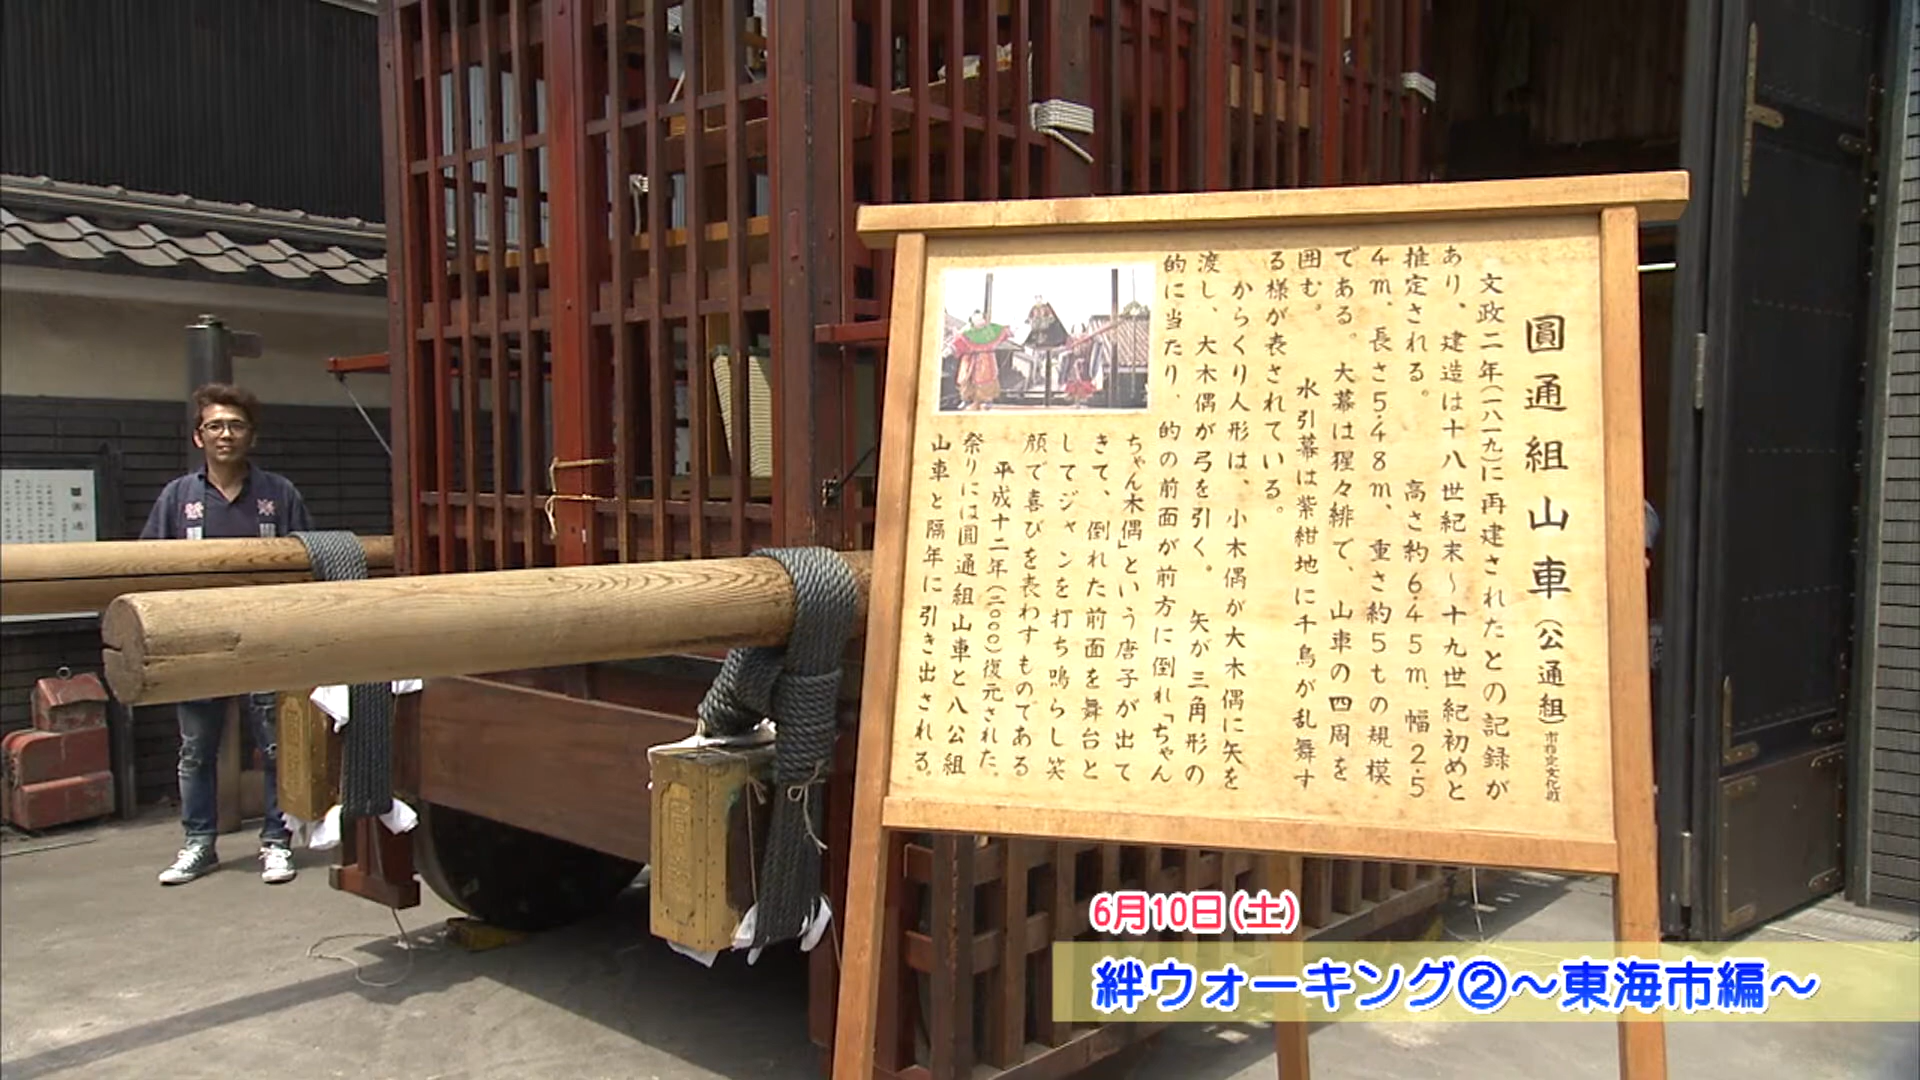 圓通組山車(公通組)市指定文化財
文政二年(一八一九)に再建されたとの記録が
あり、建造は十八世紀末〜十九世紀初めと
推定される。 高さ約6.45m、幅2.5
4m、長さ5.48m、重さ約5もの規模
である。大幕は猩々緋で、山車の四周を
囲む。 水引幕は紫紺地に千鳥が乱舞す
る様が表されている。
からくり人形は、小木偶が大木偶に矢を
渡し、大木偶が弓を引く。 矢が三角形の
的に当たり、的の前面が前方に倒れ「ちゃん
ちゃん木偶」という唐子が出て
きて、倒れた前面を舞台と
してジャンを打ち鳴らし笑
顔で喜びを表わすものである
平成十二年(二〇〇〇)復元された。
祭りには圓通組山車と八公組
山車と隔年に引き出される。
6月10日(土)
絆ウォーキング②〜東海市編〜